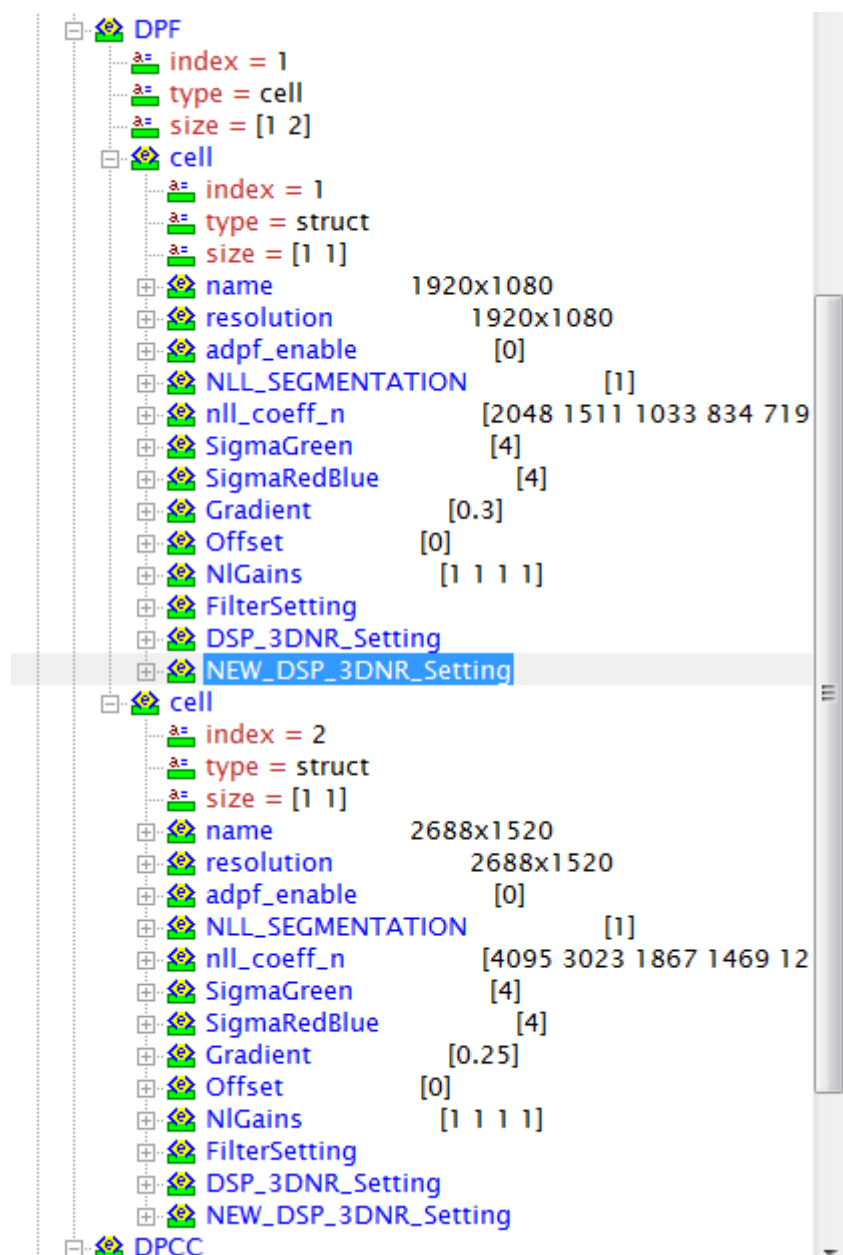 DPF
index = 1
type = cell
size = [1 2]
cell
index = 1
type = struct
size = [1 1]
name 1920x1080
resolution 1920x1080
adpf_enable [0]
NLL_SEGMENTATION [1]
nll_coeff_n [2048 1511 1033 834 719
SigmaGreen [4]
SigmaRedBlue [4]
Gradient [0.3]
Offset [0]
NlGains [1 1 1 1]
FilterSetting
DSP_3DNR_Setting
NEW_DSP_3DNR_Setting
cell
index = 2
type = struct
size = [1 1]
name 2688x1520
resolution 2688x1520
adpf_enable [0]
NLL_SEGMENTATION [1]
nll_coeff_n [4095 3023 1867 1469 12
SigmaGreen [4]
SigmaRedBlue [4]
Gradient [0.25]
Offset [0]
NlGains [1 1 1 1]
FilterSetting
DSP_3DNR_Setting
NEW_DSP_3DNR_Setting
DPCC